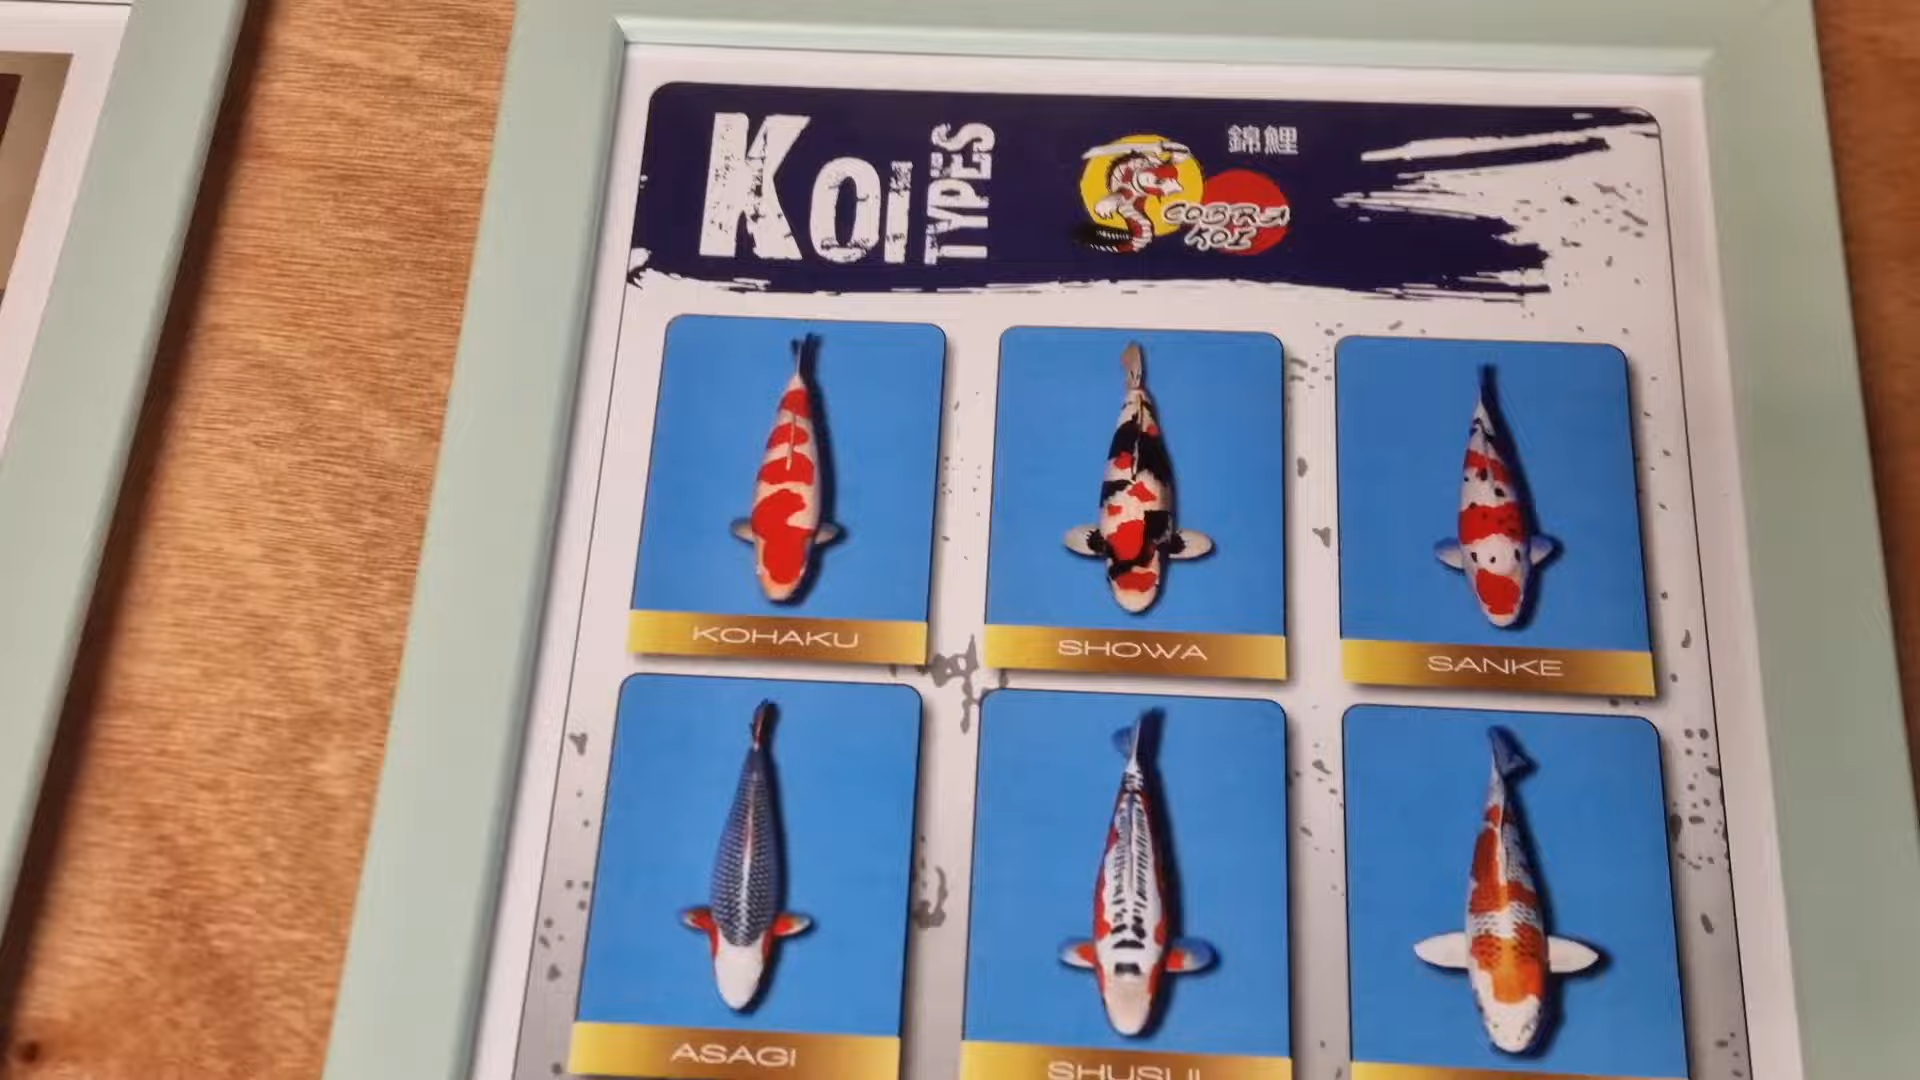 KOI
TYPES
錦鯉
COBRA
KOI
KOHAKU
SHOWA
SANKE
ASAGI
SHUSUI